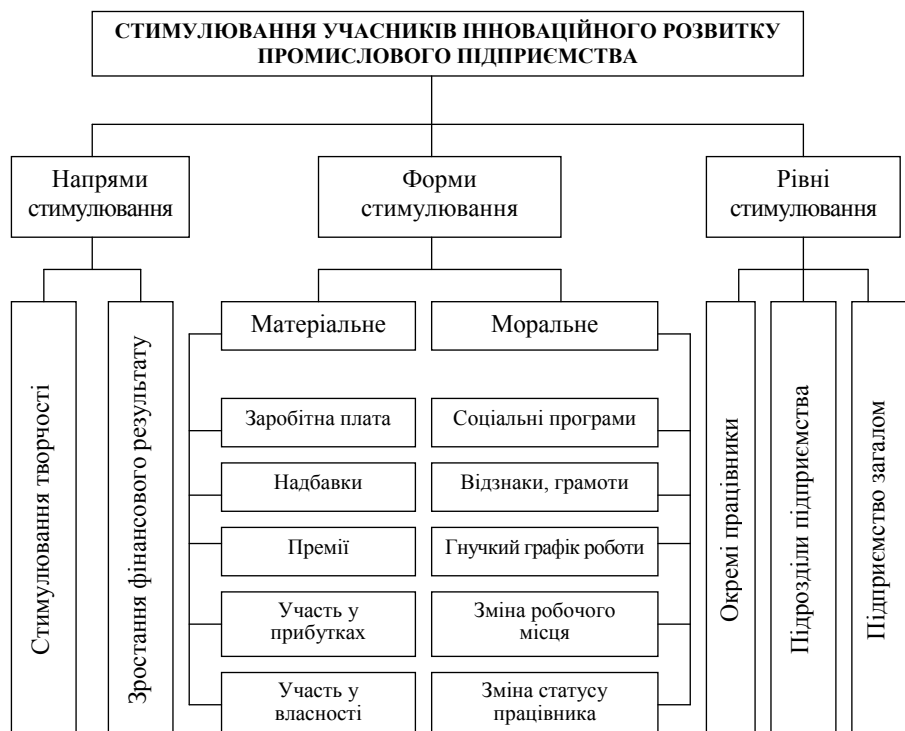 СТИМУЛЮВАННЯ УЧАСНИКІВ ІННОВАЦІЙНОГО РОЗВИТКУ
ПРОМИСЛОВОГО ПІДПРИЄМСТВА
Напрями
стимулювання
Форми
стимулювання
Рівні
стимулювання
Стимулювання творчості
Зростання фінансового результату
Матеріальне
Заробітна плата
Надбавки
Премії
Участь у
прибутках
Участь у
власності
Моральне
Соціальні програми
Відзнаки, грамоти
Гнучкий графік роботи
Зміна робочого
місця
Зміна статусу
працівника
Окремі працівники
Підрозділи підприємства
Підприємство загалом